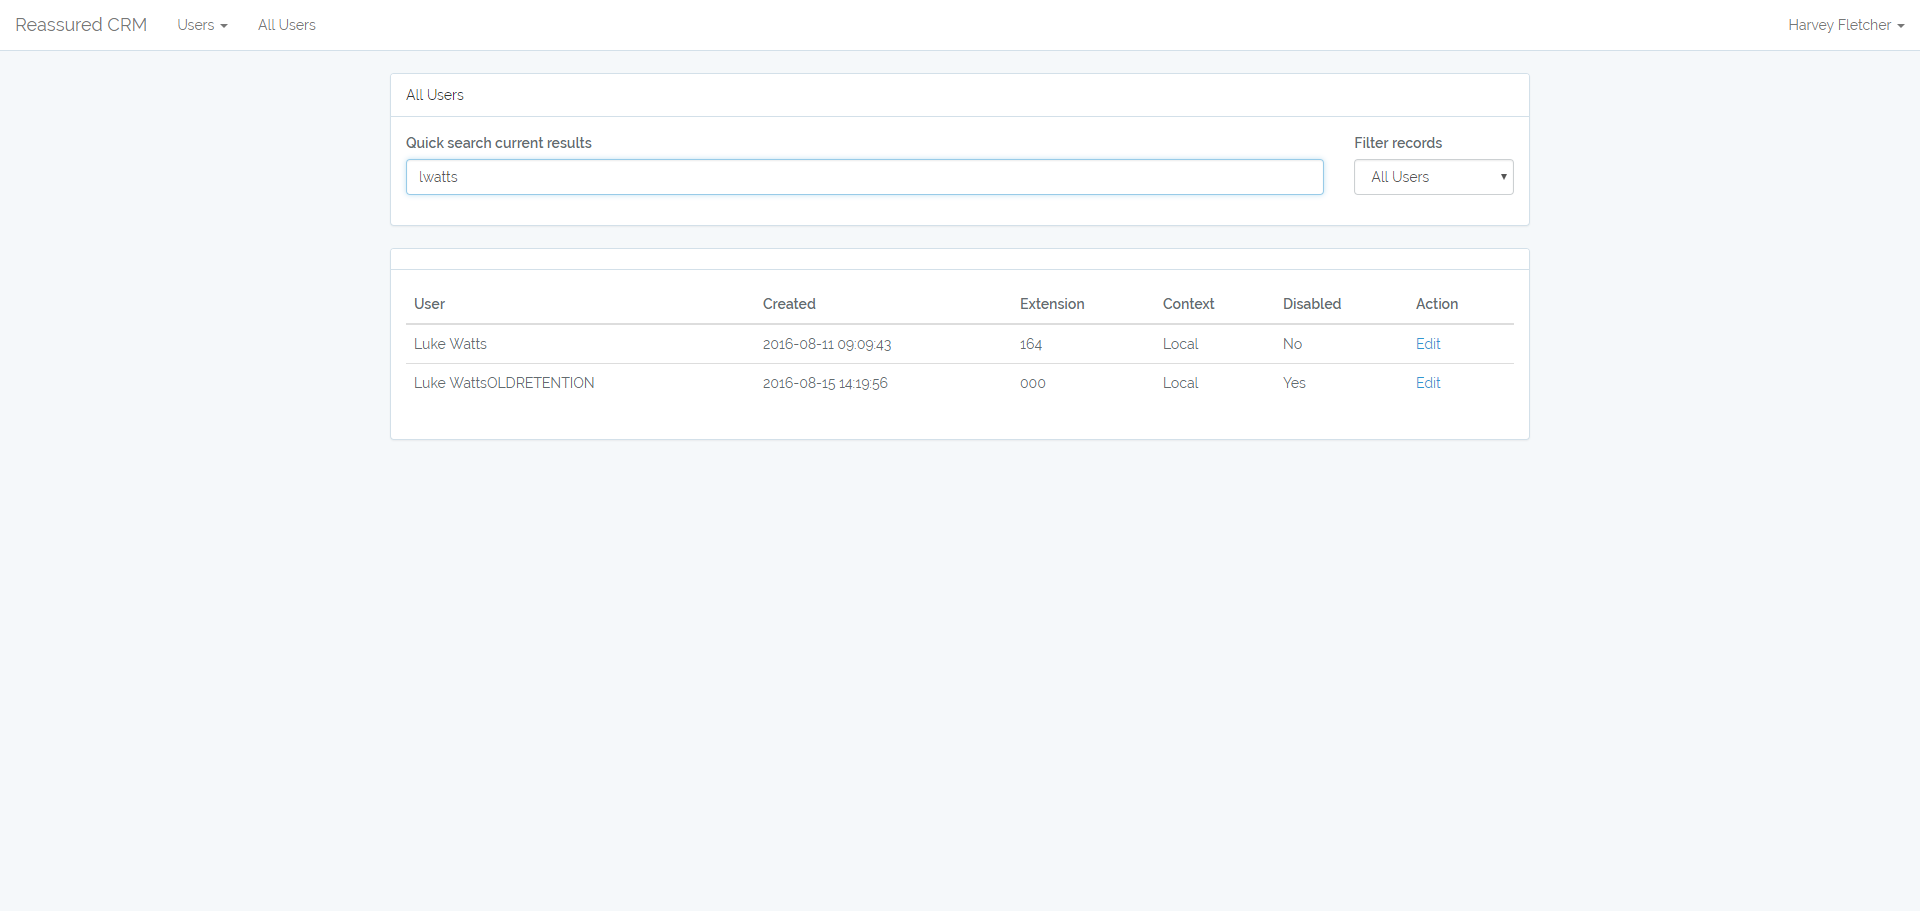 Reassured CRM Users All Users Harvey Fletcher
All Users
Quick search current results Filter records
lwatts All Users
User Created Extension Context Disabled Action
Luke Watts 2016-08-11 09:09:43 164 Local No Edit
Luke WattsOLDRETENTION 2016-08-15 14:19:56 000 Local Yes Edit